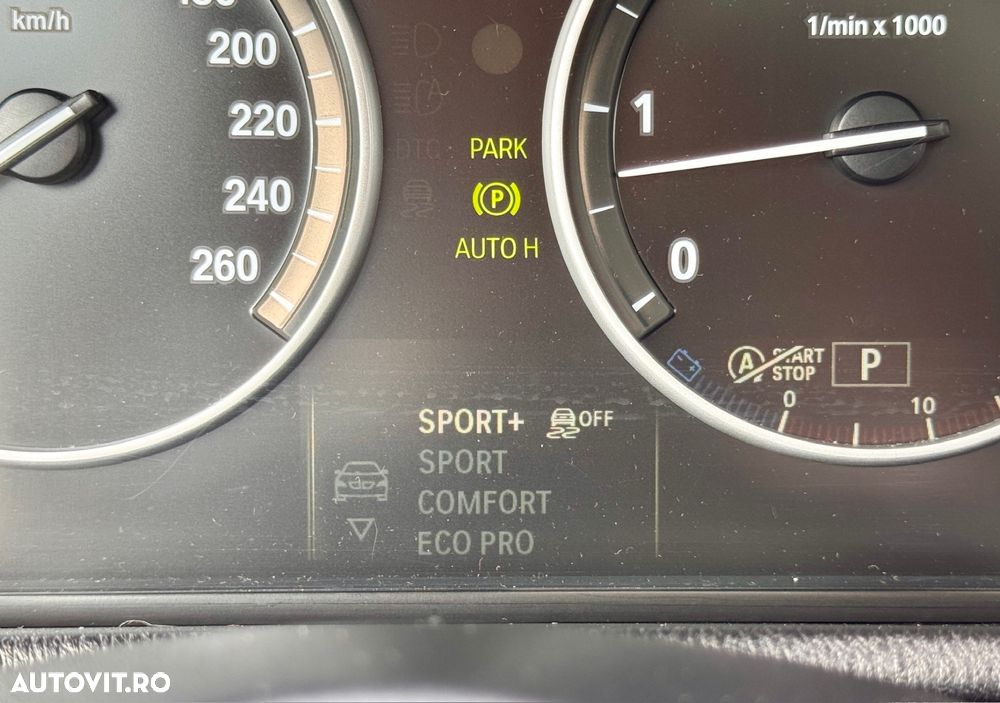 km/h
200
220
240
260
PARK
P
AUTO H
1/min x 1000
1
0
A START
STOP
P
0 10
SPORT+ OFF
SPORT
COMFORT
ECO PRO
AUTOVIT.RO